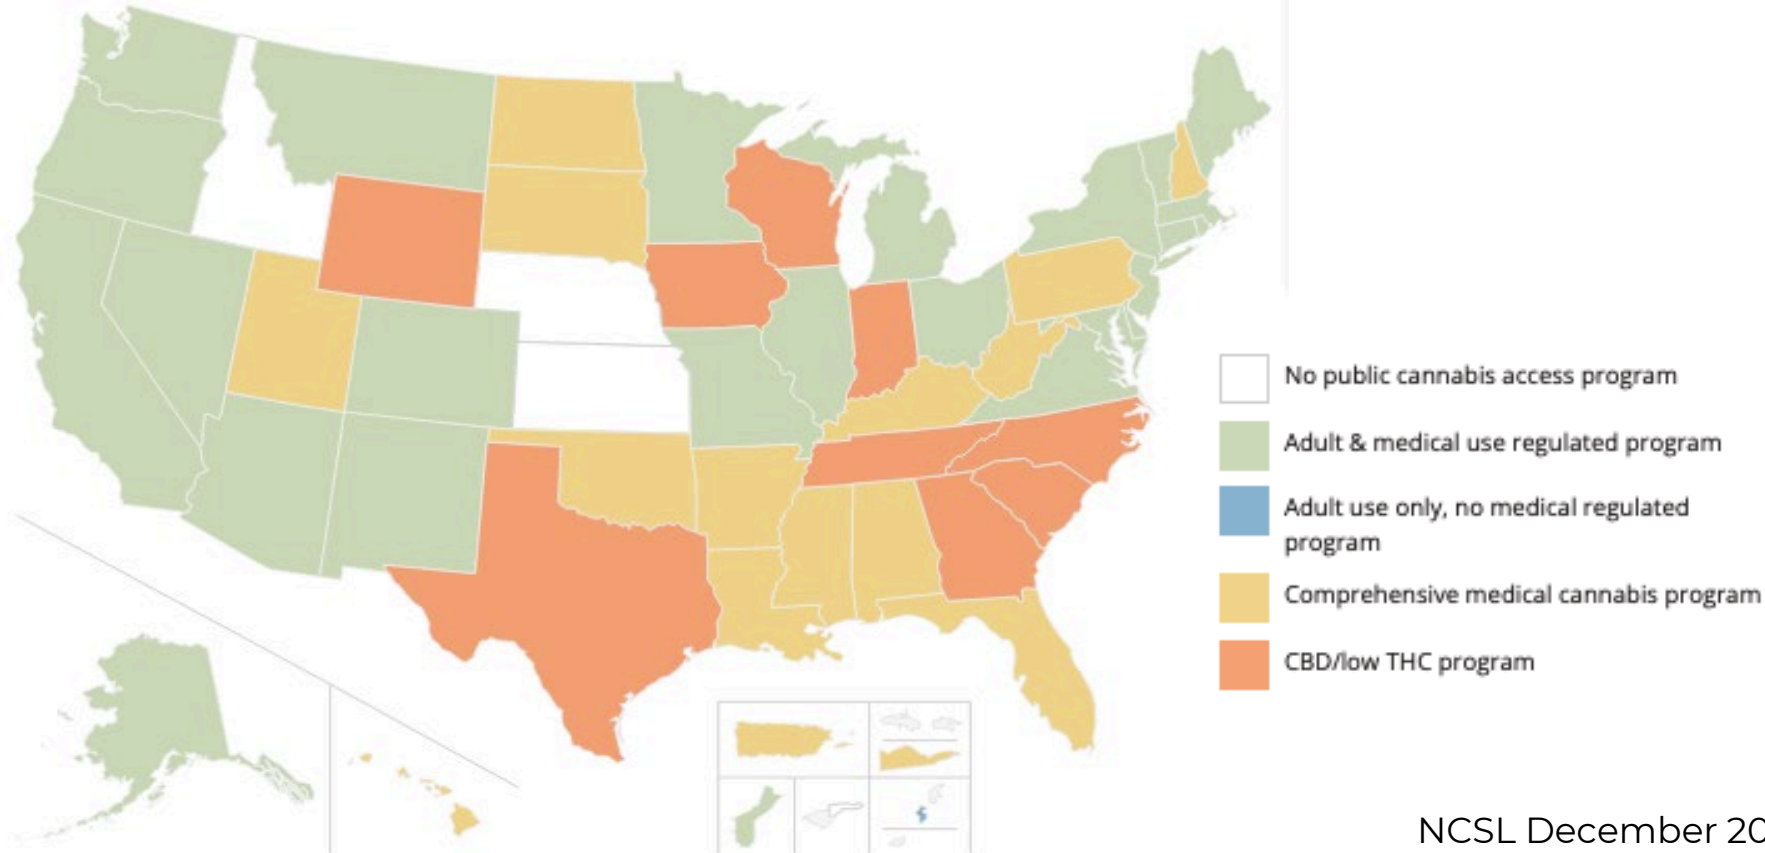 No public cannabis access program
Adult & medical use regulated program
Adult use only, no medical regulated
program
Comprehensive medical cannabis program
CBD/low THC program
NCSL December 20